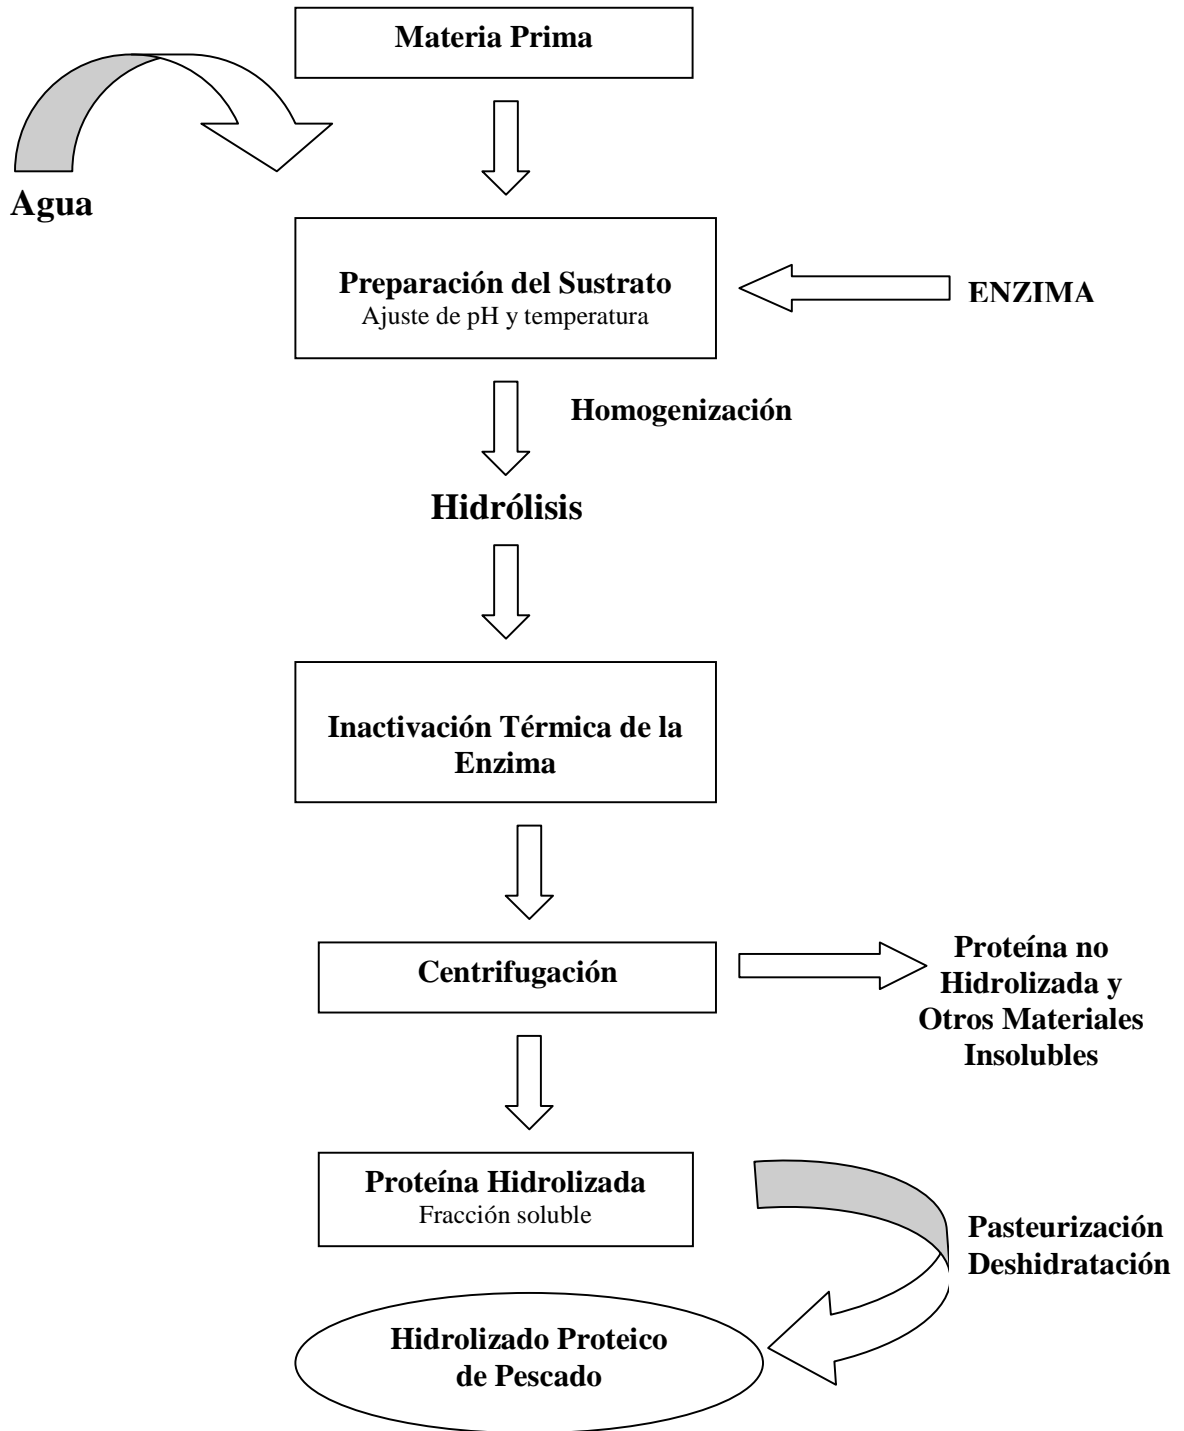 Materia Prima
Agua
Preparación del Sustrato
Ajuste de pH y temperatura
ENZIMA
Homogenización
Hidrólisis
Inactivación Térmica de la
Enzima
Centrifugación
Proteína no
Hidrolizada y
Otros Materiales
Insolubles
Proteína Hidrolizada
Fracción soluble
Pasteurización
Deshidratación
Hidrolizado Proteico
de Pescado